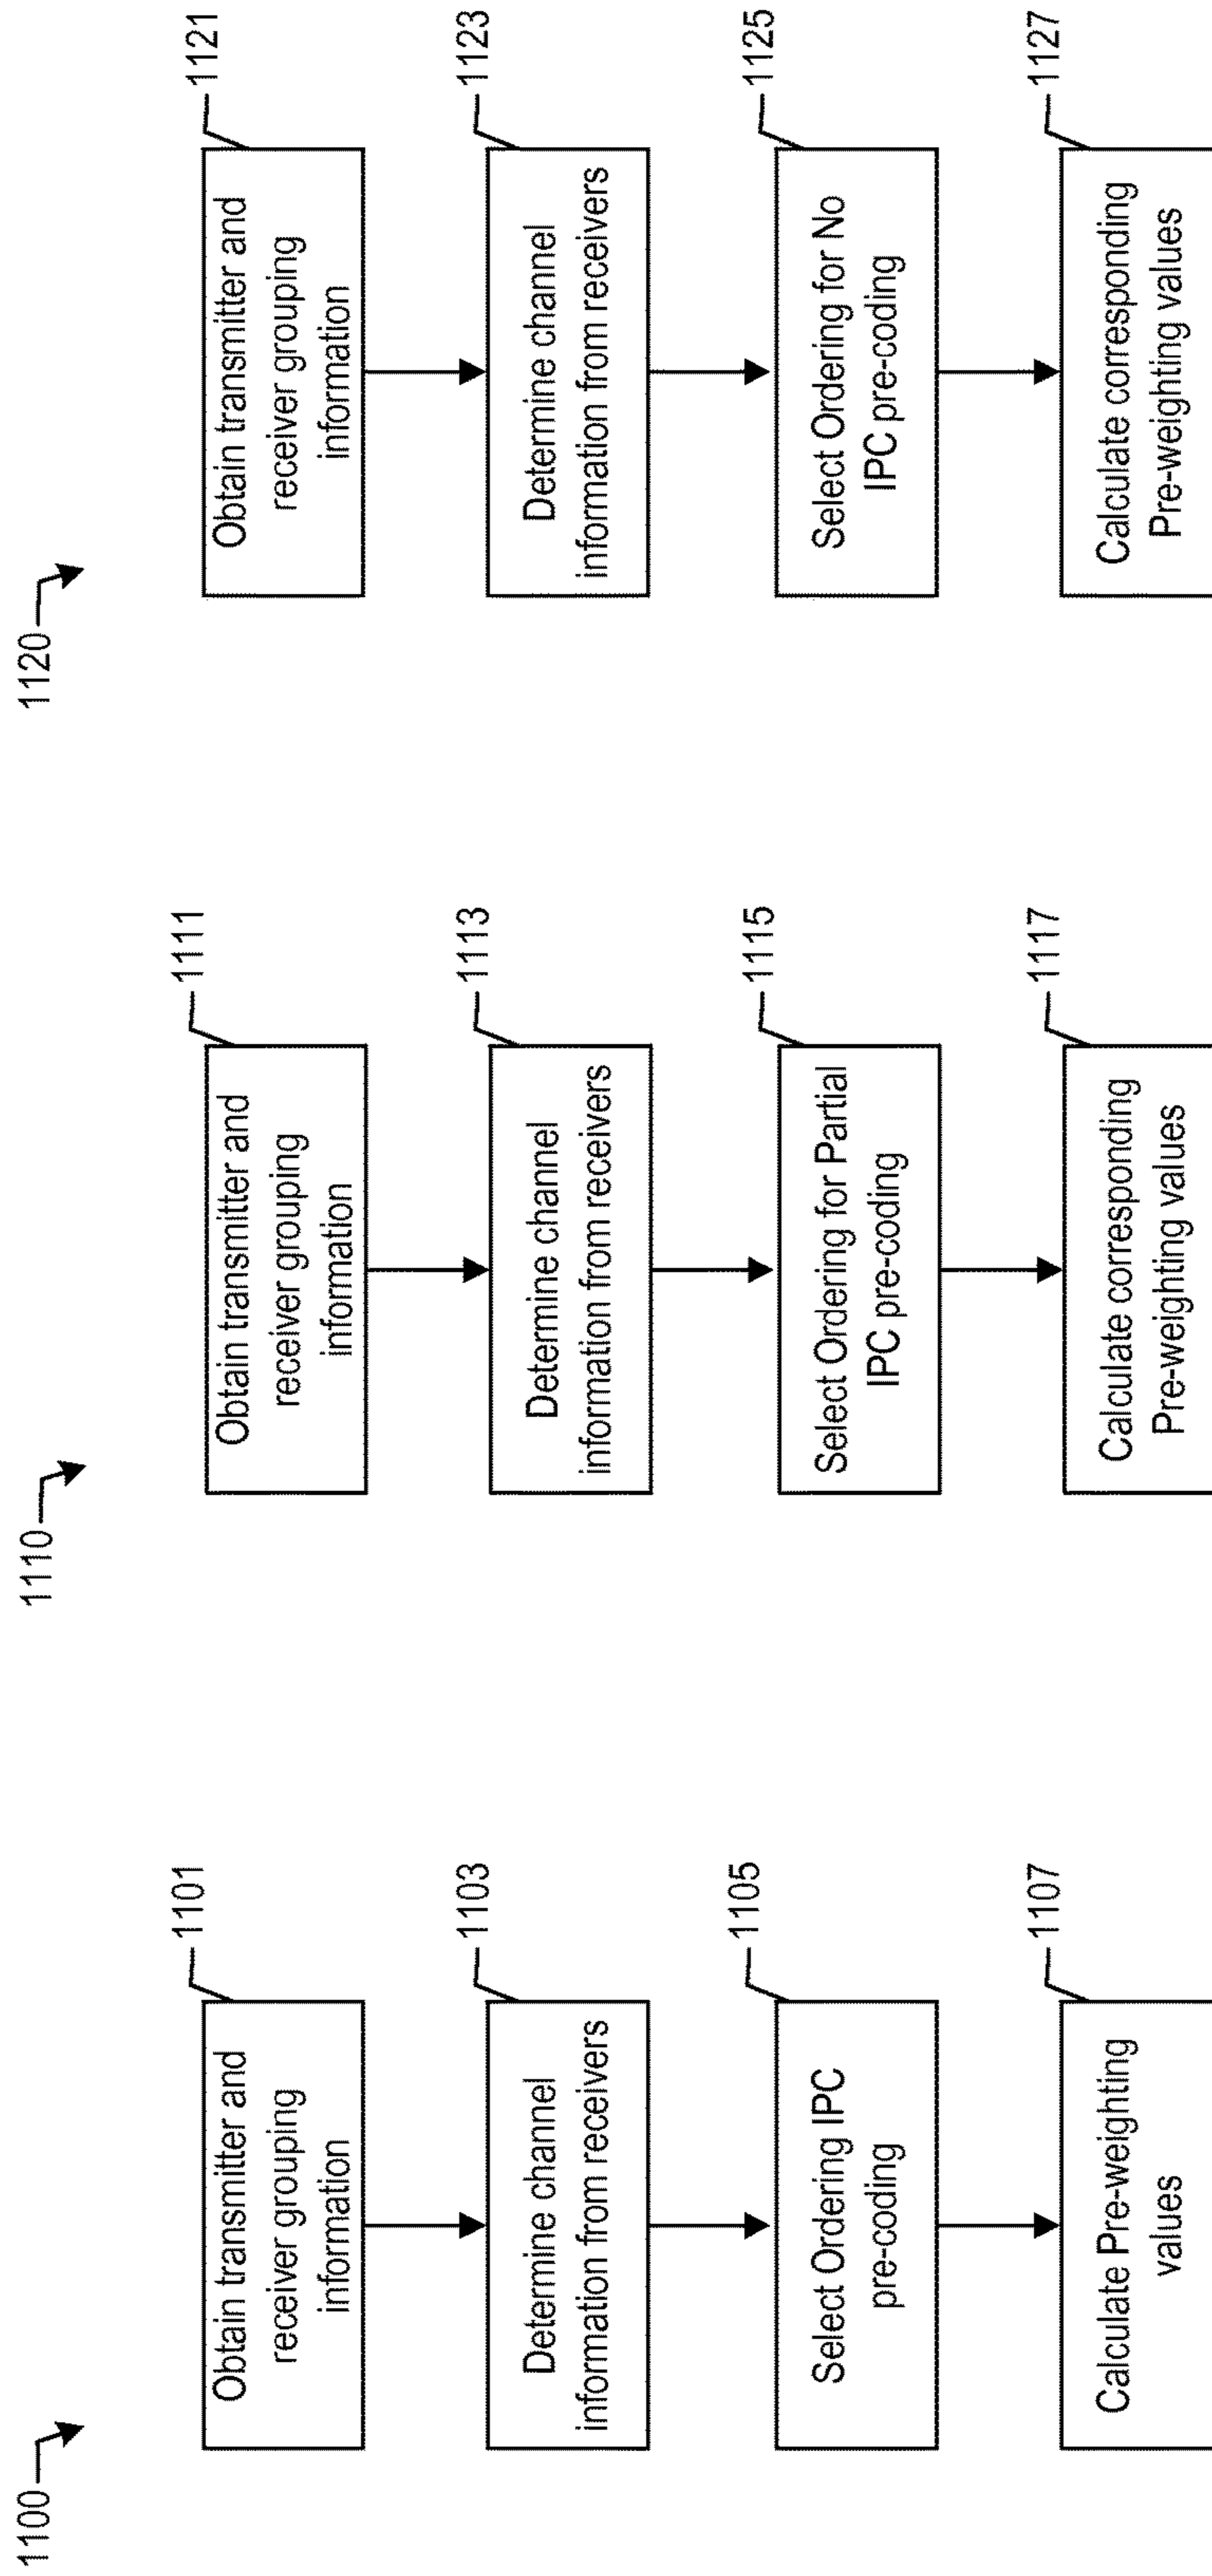 1100
Obtain transmitter and
receiver grouping
information
1101
Determine channel
information from receivers
1103
Select Ordering IPC
pre-coding
1105
Calculate Pre-weighting
values
1107
1110
Obtain transmitter and
receiver grouping
information
1111
Determine channel
information from receivers
1113
Select Ordering for Partial
IPC pre-coding
1115
Calculate corresponding
Pre-weighting values
1117
1120
Obtain transmitter and
receiver grouping
information
1121
Determine channel
information from receivers
1123
Select Ordering for No
IPC pre-coding
1125
Calculate corresponding
Pre-weighting values
1127